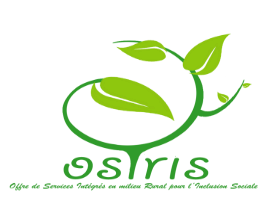 OSIRIS
Offre de Services Intégrés en milieu Rural pour l'Inclusion Sociale